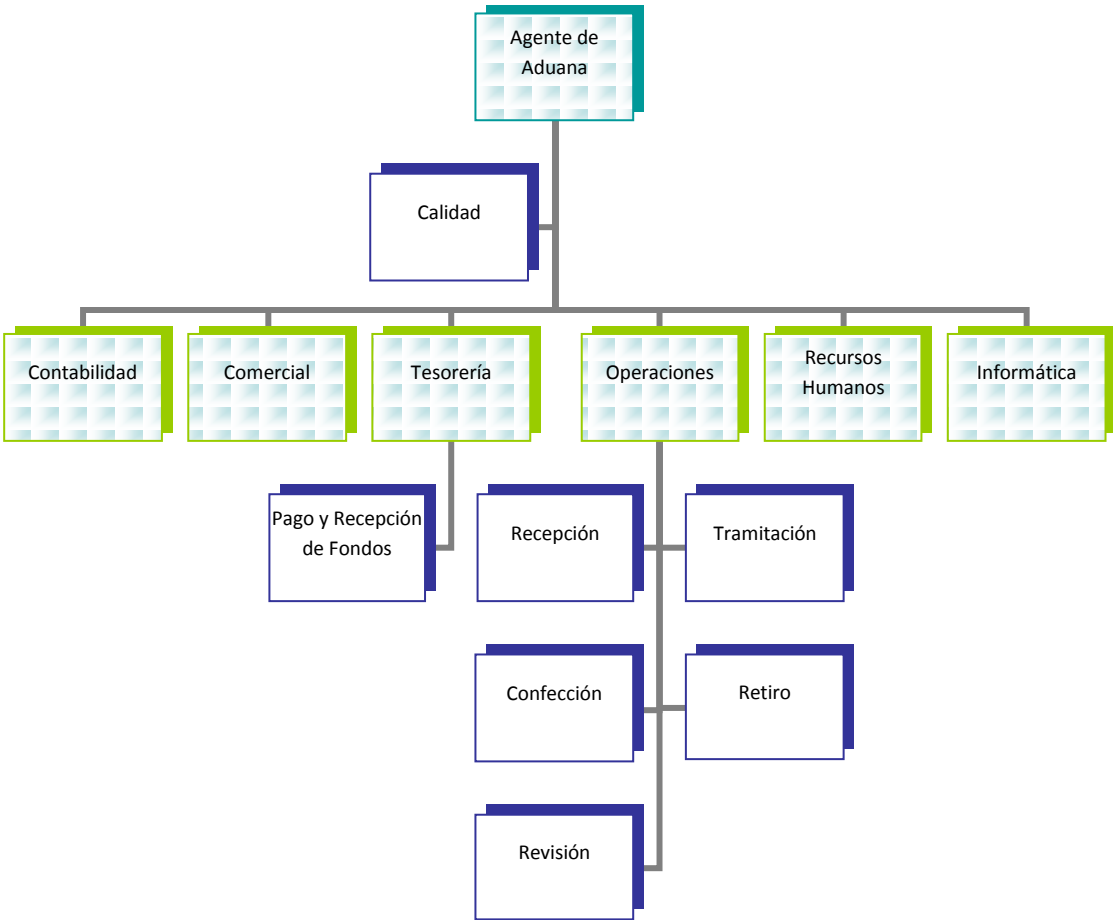 Agente de
Aduana
Calidad
Contabilidad
Comercial
Tesorería
Operaciones
Recursos
Humanos
Informática
Pago y Recepción
de Fondos
Recepción
Tramitación
Confección
Retiro
Revisión